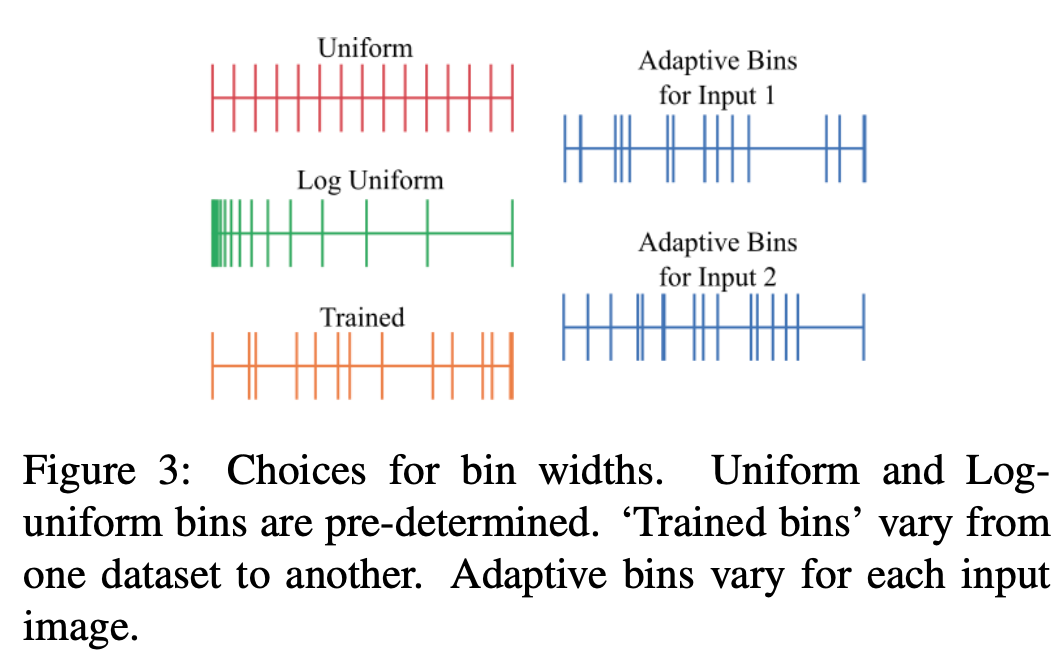 Uniform
Log Uniform
Trained
Adaptive Bins
for Input 1
Adaptive Bins
for Input 2
Figure 3: Choices for bin widths. Uniform and Log-
uniform bins are pre-determined. ‘Trained bins’ vary from
one dataset to another. Adaptive bins vary for each input
image.